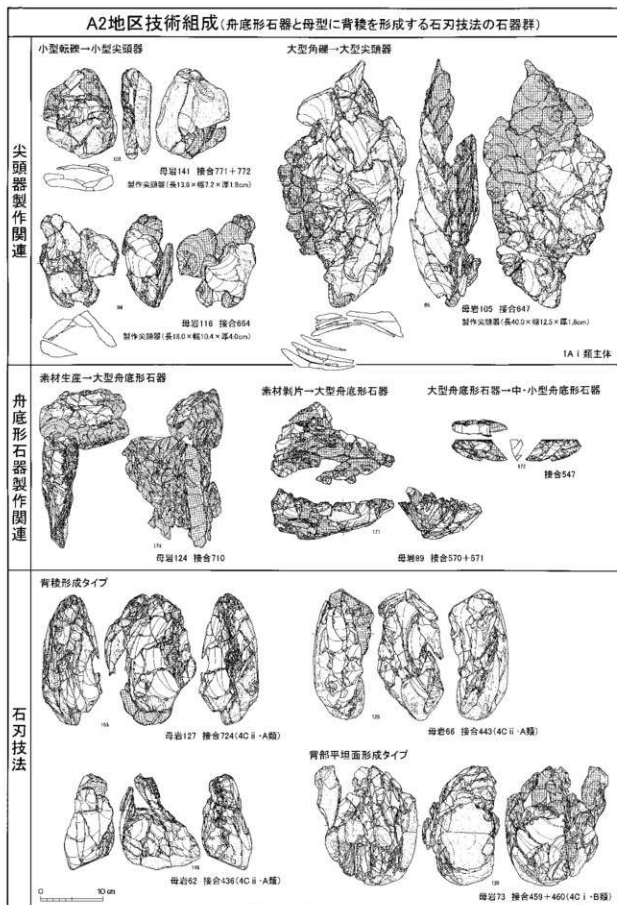 A2地区技術組成(舟底形石器と母型に背稜を形成する石刃技法の石器群)
尖頭器製作関連
小型転礫→小型尖頭器
母岩141 接合771+772
製作尖頭器(長13.6×幅7.2×厚1.8cm)
母岩116 接合664
製作尖頭器(長18.0×幅10.4×厚4.0cm)
大型角礫→大型尖頭器
母岩105 接合647
製作尖頭器(長40.0×幅12.5×厚1.8cm)
1Aⅰ類主体
舟底形石器製作関連
素材生産→大型舟底形石器
174
母岩124 接合710
素材剝片→大型舟底形石器
171
母岩89 接合570+571
大型舟底形石器→中・小型舟底形石器
接合547
石刃技法
背稜形成タイプ
母岩127 接合724(4Cⅱ・A類)
母岩66 接合443(4Cⅱ・A類)
母岩62 接合436(4Cⅱ・A類)
背部平坦面形成タイプ
母岩73 接合459+460(4Cⅰ・B類)
0 10cm